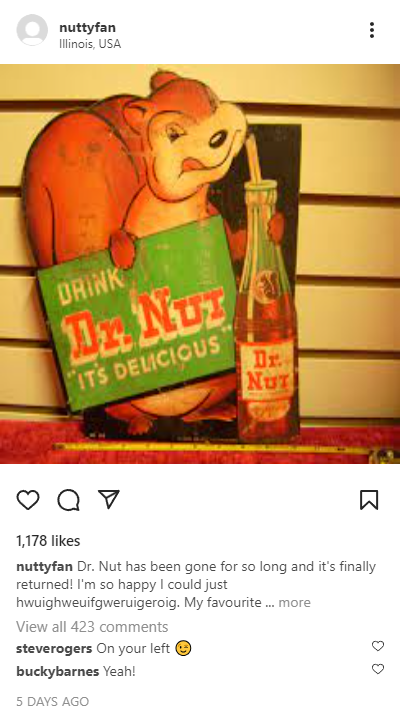 nuttyfan
Illinois, USA
DRINK
Dr. Nut
"IT'S DELICIOUS"
Dr.
Nut
1,178 likes
nuttyfan Dr. Nut has been gone for so long and it's finally
returned! I'm so happy I could just
hwuighweuifgweruigeroig. My favourite ... more
View all 423 comments
steverogers On your left 😉
buckybarnes Yeah!
5 DAYS AGO